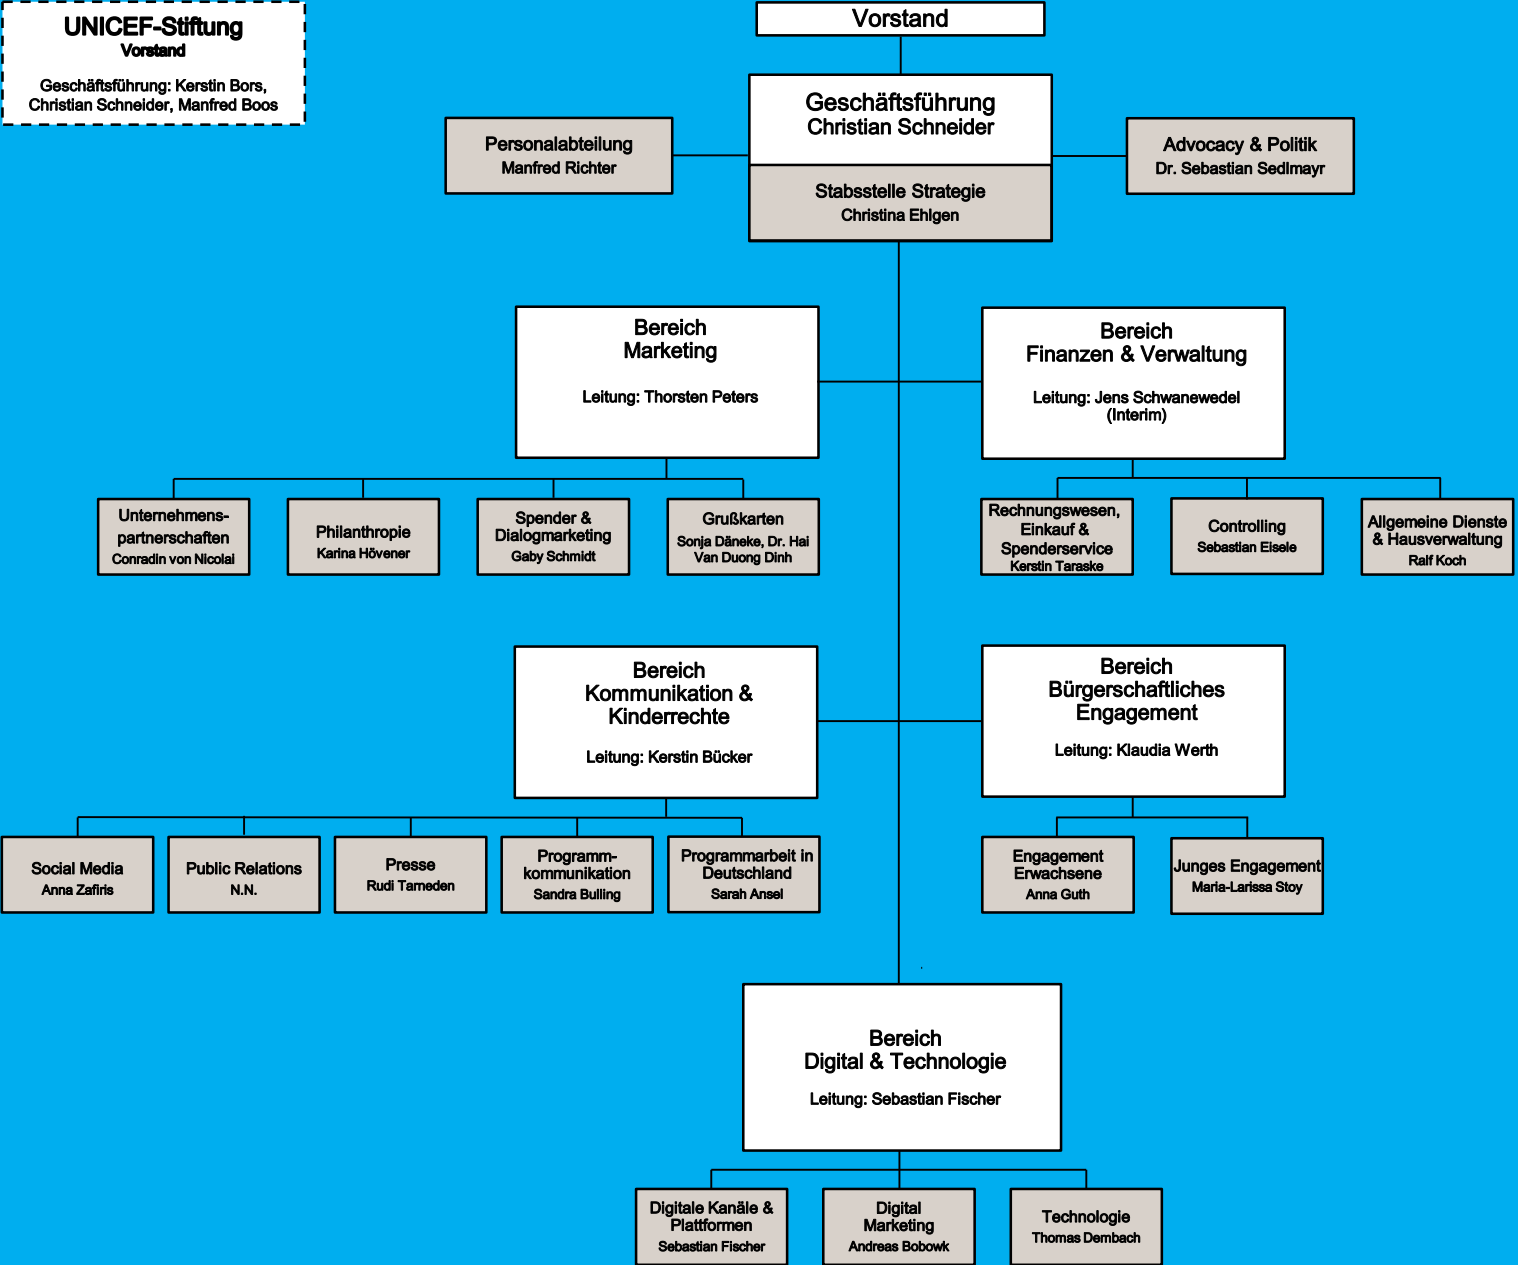 UNICEF-Stiftung
Vorstand
Geschäftsführung: Kerstin Bors,
Christian Schneider, Manfred Boos
Vorstand
Geschäftsführung
Christian Schneider
Personalabteilung
Manfred Richter
Advocacy & Politik
Dr. Sebastian Sedlmayr
Stabsstelle Strategie
Christina Ehlgen
Bereich
Marketing
Leitung: Thorsten Peters
Bereich
Finanzen & Verwaltung
Leitung: Jens Schwanewedel
(Interim)
Unternehmens-
partnerschaften
Conradin von Nicolai
Philanthropie
Karina Hövener
Spender &
Dialogmarketing
Gaby Schmidt
Grußkarten
Sonja Däneke, Dr. Hai
Van Duong Dinh
Rechnungswesen,
Einkauf &
Spenderservice
Kerstin Taraske
Controlling
Sebastian Eisele
Allgemeine Dienste
& Hausverwaltung
Ralf Koch
Bereich
Kommunikation &
Kinderrechte
Leitung: Kerstin Bücker
Bereich
Bürgerschaftliches
Engagement
Leitung: Klaudia Werth
Social Media
Anna Zafiris
Public Relations
N.N.
Presse
Rudi Tarneden
Programm-
kommunikation
Sandra Bulling
Programmarbeit in
Deutschland
Sarah Ansel
Engagement
Erwachsene
Anna Guth
Junges Engagement
Maria-Larissa Stoy
Bereich
Digital & Technologie
Leitung: Sebastian Fischer
Digitale Kanäle &
Plattformen
Sebastian Fischer
Digital
Marketing
Andreas Bobowk
Technologie
Thomas Dembach